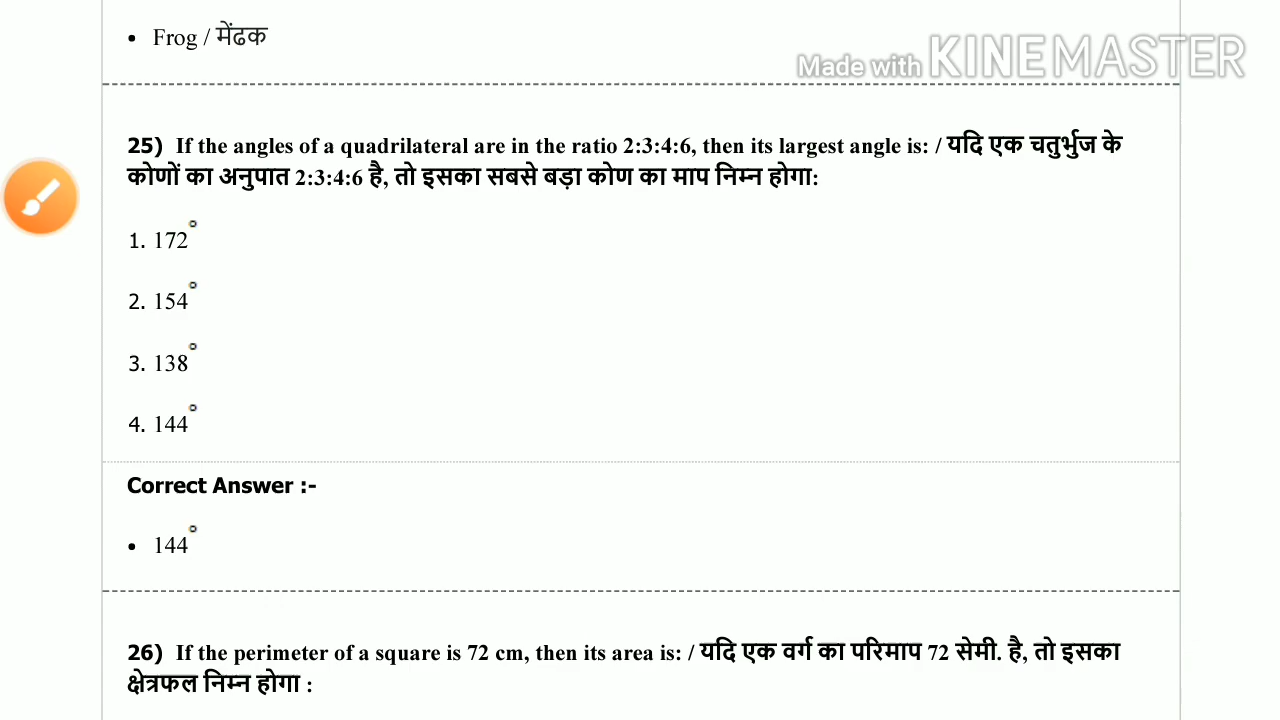 • Frog / मेंढक
Made with KINEMASTER
25) If the angles of a quadrilateral are in the ratio 2:3:4:6, then its largest angle is: / यदि एक चतुर्भुज के
कोणों का अनुपात 2:3:4:6 है, तो इसका सबसे बड़ा कोण का माप निम्न होगा:
1. 172°
2. 154°
3. 138°
4. 144°
Correct Answer :-
• 144°
26) If the perimeter of a square is 72 cm, then its area is: / यदि एक वर्ग का परिमाप 72 सेमी. है, तो इसका
क्षेत्रफल निम्न होगा :